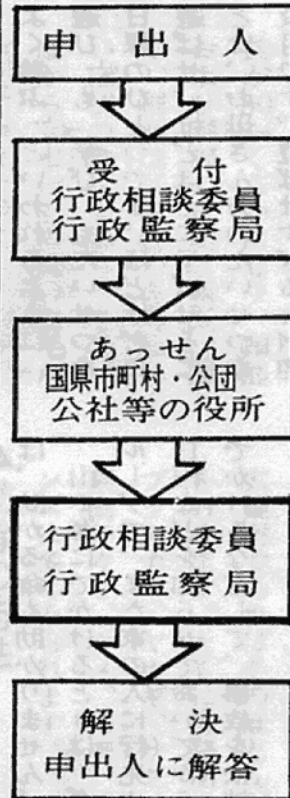 申出人
受付
行政相談委員
行政監察局
あっせん
国県市町村・公団
公社等の役所
行政相談委員
行政監察局
解決
申出人に解答